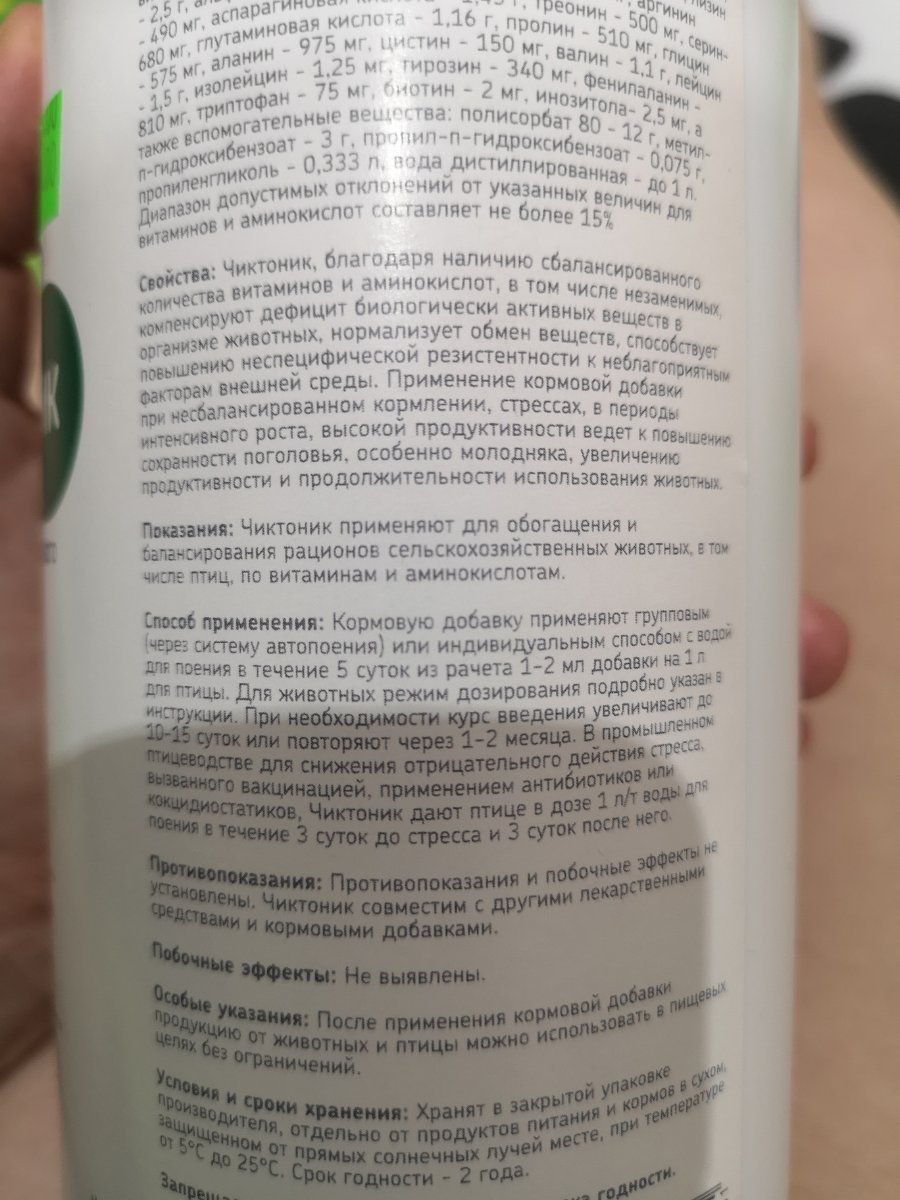 - 2,5 г,
- 490 мг, аспарагиновая кислота - 1,45 г, треонин - 500 мг, серин-
680 мг, глутаминовая кислота - 1,16 г, пролин - 510 мг, глицин
- 575 мг, аланин - 975 мг, цистин - 150 мг, валин - 1,1 г, лейцин
- 1,5 г, изолейцин - 1,25 мг, тирозин - 340 мг, фенилаланин -
810 мг, триптофан - 75 мг, биотин - 2 мг, инозитола- 2,5 мг, а
также вспомогательные вещества: полисорбат 80 - 12 г, метил-
п-гидроксибензоат - 3 г, пропил-п-гидроксибензоат - 0,075 г,
пропиленгликоль - 0,333 л, вода дистиллированная - до 1 л.
Диапазон допустимых отклонений от указанных величин для
витаминов и аминокислот составляет не более 15%
Свойства: Чиктоник, благодаря наличию сбалансированного
количества витаминов и аминокислот, в том числе незаменимых,
компенсируют дефицит биологически активных веществ в
организме животных, нормализует обмен веществ, способствует
повышению неспецифической резистентности к неблагоприятным
факторам внешней среды. Применение кормовой добавки
при несбалансированном кормлении, стрессах, в периоды
интенсивного роста, высокой продуктивности ведет к повышению
сохранности поголовья, особенно молодняка, увеличению
продуктивности и продолжительности использования животных.
Показания: Чиктоник применяют для обогащения и
балансирования рационов сельскохозяйственных животных, в том
числе птиц, по витаминам и аминокислотам.
Способ применения: Кормовую добавку применяют групповым
(через систему автопоения) или индивидуальным способом с водой
для поения в течение 5 суток из рачета 1-2 мл добавки на 1 л
для птицы. Для животных режим дозирования подробно указан в
инструкции. При необходимости курс введения увеличивают до
10-15 суток или повторяют через 1-2 месяца. В промышленном
птицеводстве для снижения отрицательного действия стресса,
вызванного вакцинацией, применением антибиотиков или
кокцидиостатиков, Чиктоник дают птице в дозе 1 л/т воды для
поения в течение 3 суток до стресса и 3 суток после него.
Противопоказания: Противопоказания и побочные эффекты не
установлены. Чиктоник совместим с другими лекарственными
средствами и кормовыми добавками.
Побочные эффекты: Не выявлены.
Особые указания: После применения кормовой добавки
продукцию от животных и птицы можно использовать в пищевых
целях без ограничений.
Условия и сроки хранения: Хранят в закрытой упаковке
производителя, отдельно от продуктов питания и кормов в сухом,
защищенном от прямых солнечных лучей месте, при температуре
от 5°C до 25°C. Срок годности - 2 года.
годности.